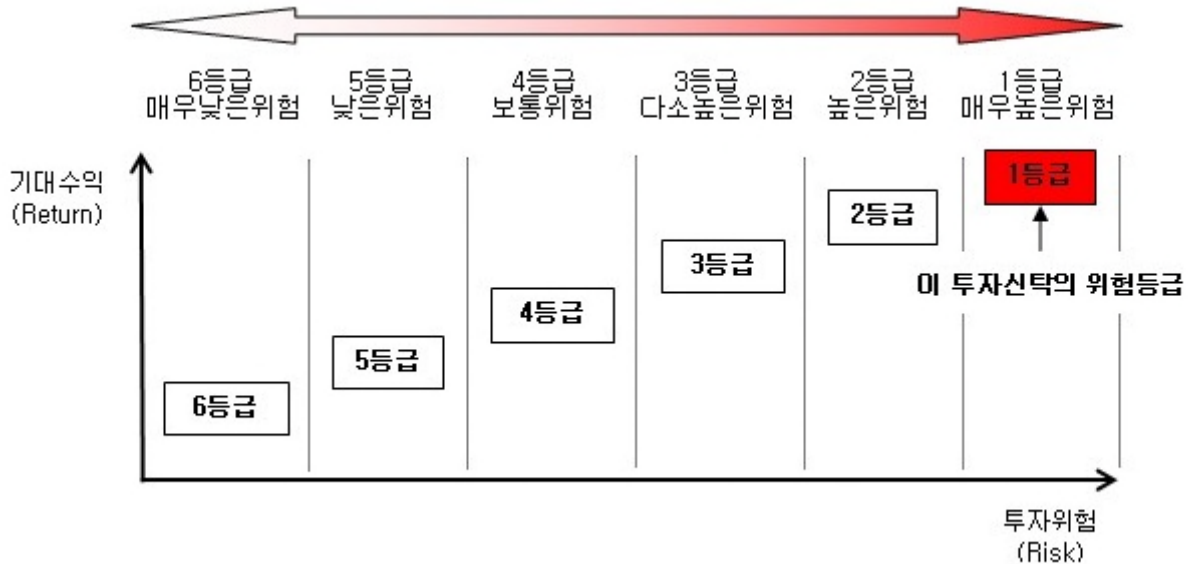 6등급
매우낮은위험
5등급
낮은위험
4등급
보통위험
3등급
다소높은위험
2등급
높은위험
1등급
매우높은위험
기대수익
(Return)
1등급
2등급
이 투자신탁의 위험등급
3등급
4등급
5등급
6등급
투자위험
(Risk)